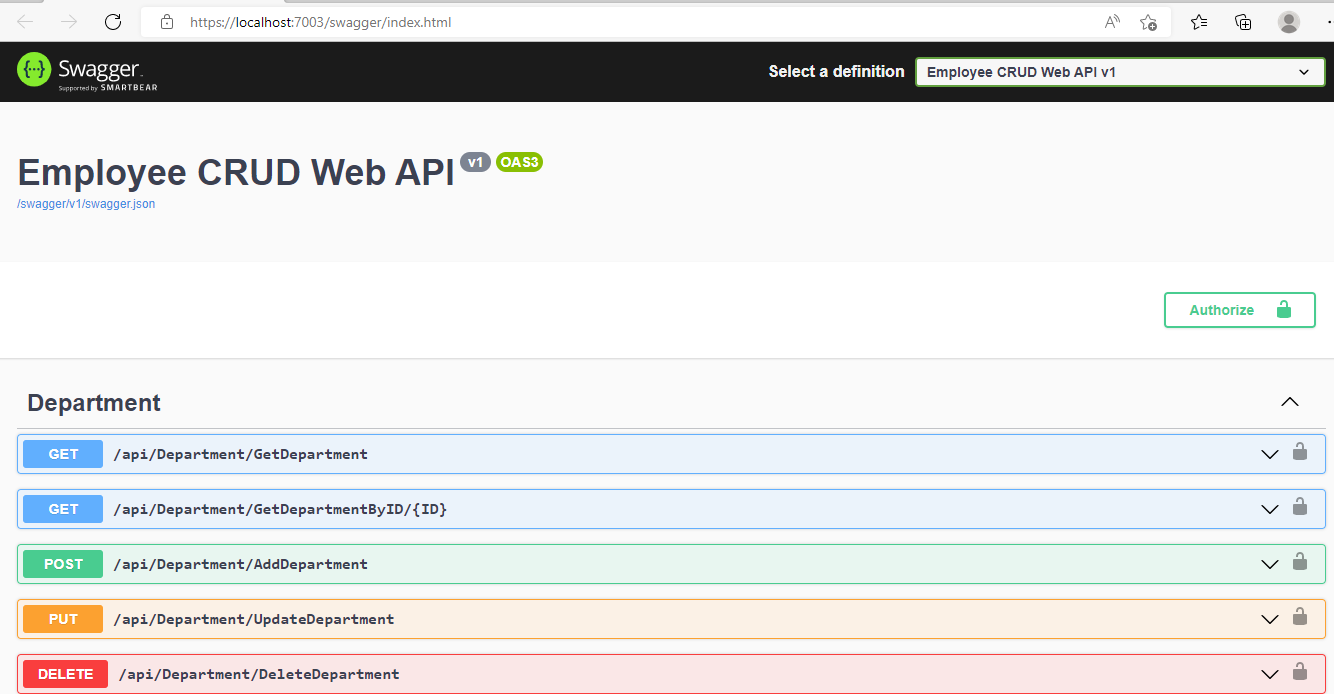 https://localhost:7003/swagger/index.html
Swagger
Supported by SMARTBEAR
Select a definition
Employee CRUD Web API v1
Employee CRUD Web API v1 OAS3
/swagger/v1/swagger.json
Authorize
Department
GET /api/Department/GetDepartment
GET /api/Department/GetDepartmentByID/{ID}
POST /api/Department/AddDepartment
PUT /api/Department/UpdateDepartment
DELETE /api/Department/DeleteDepartment